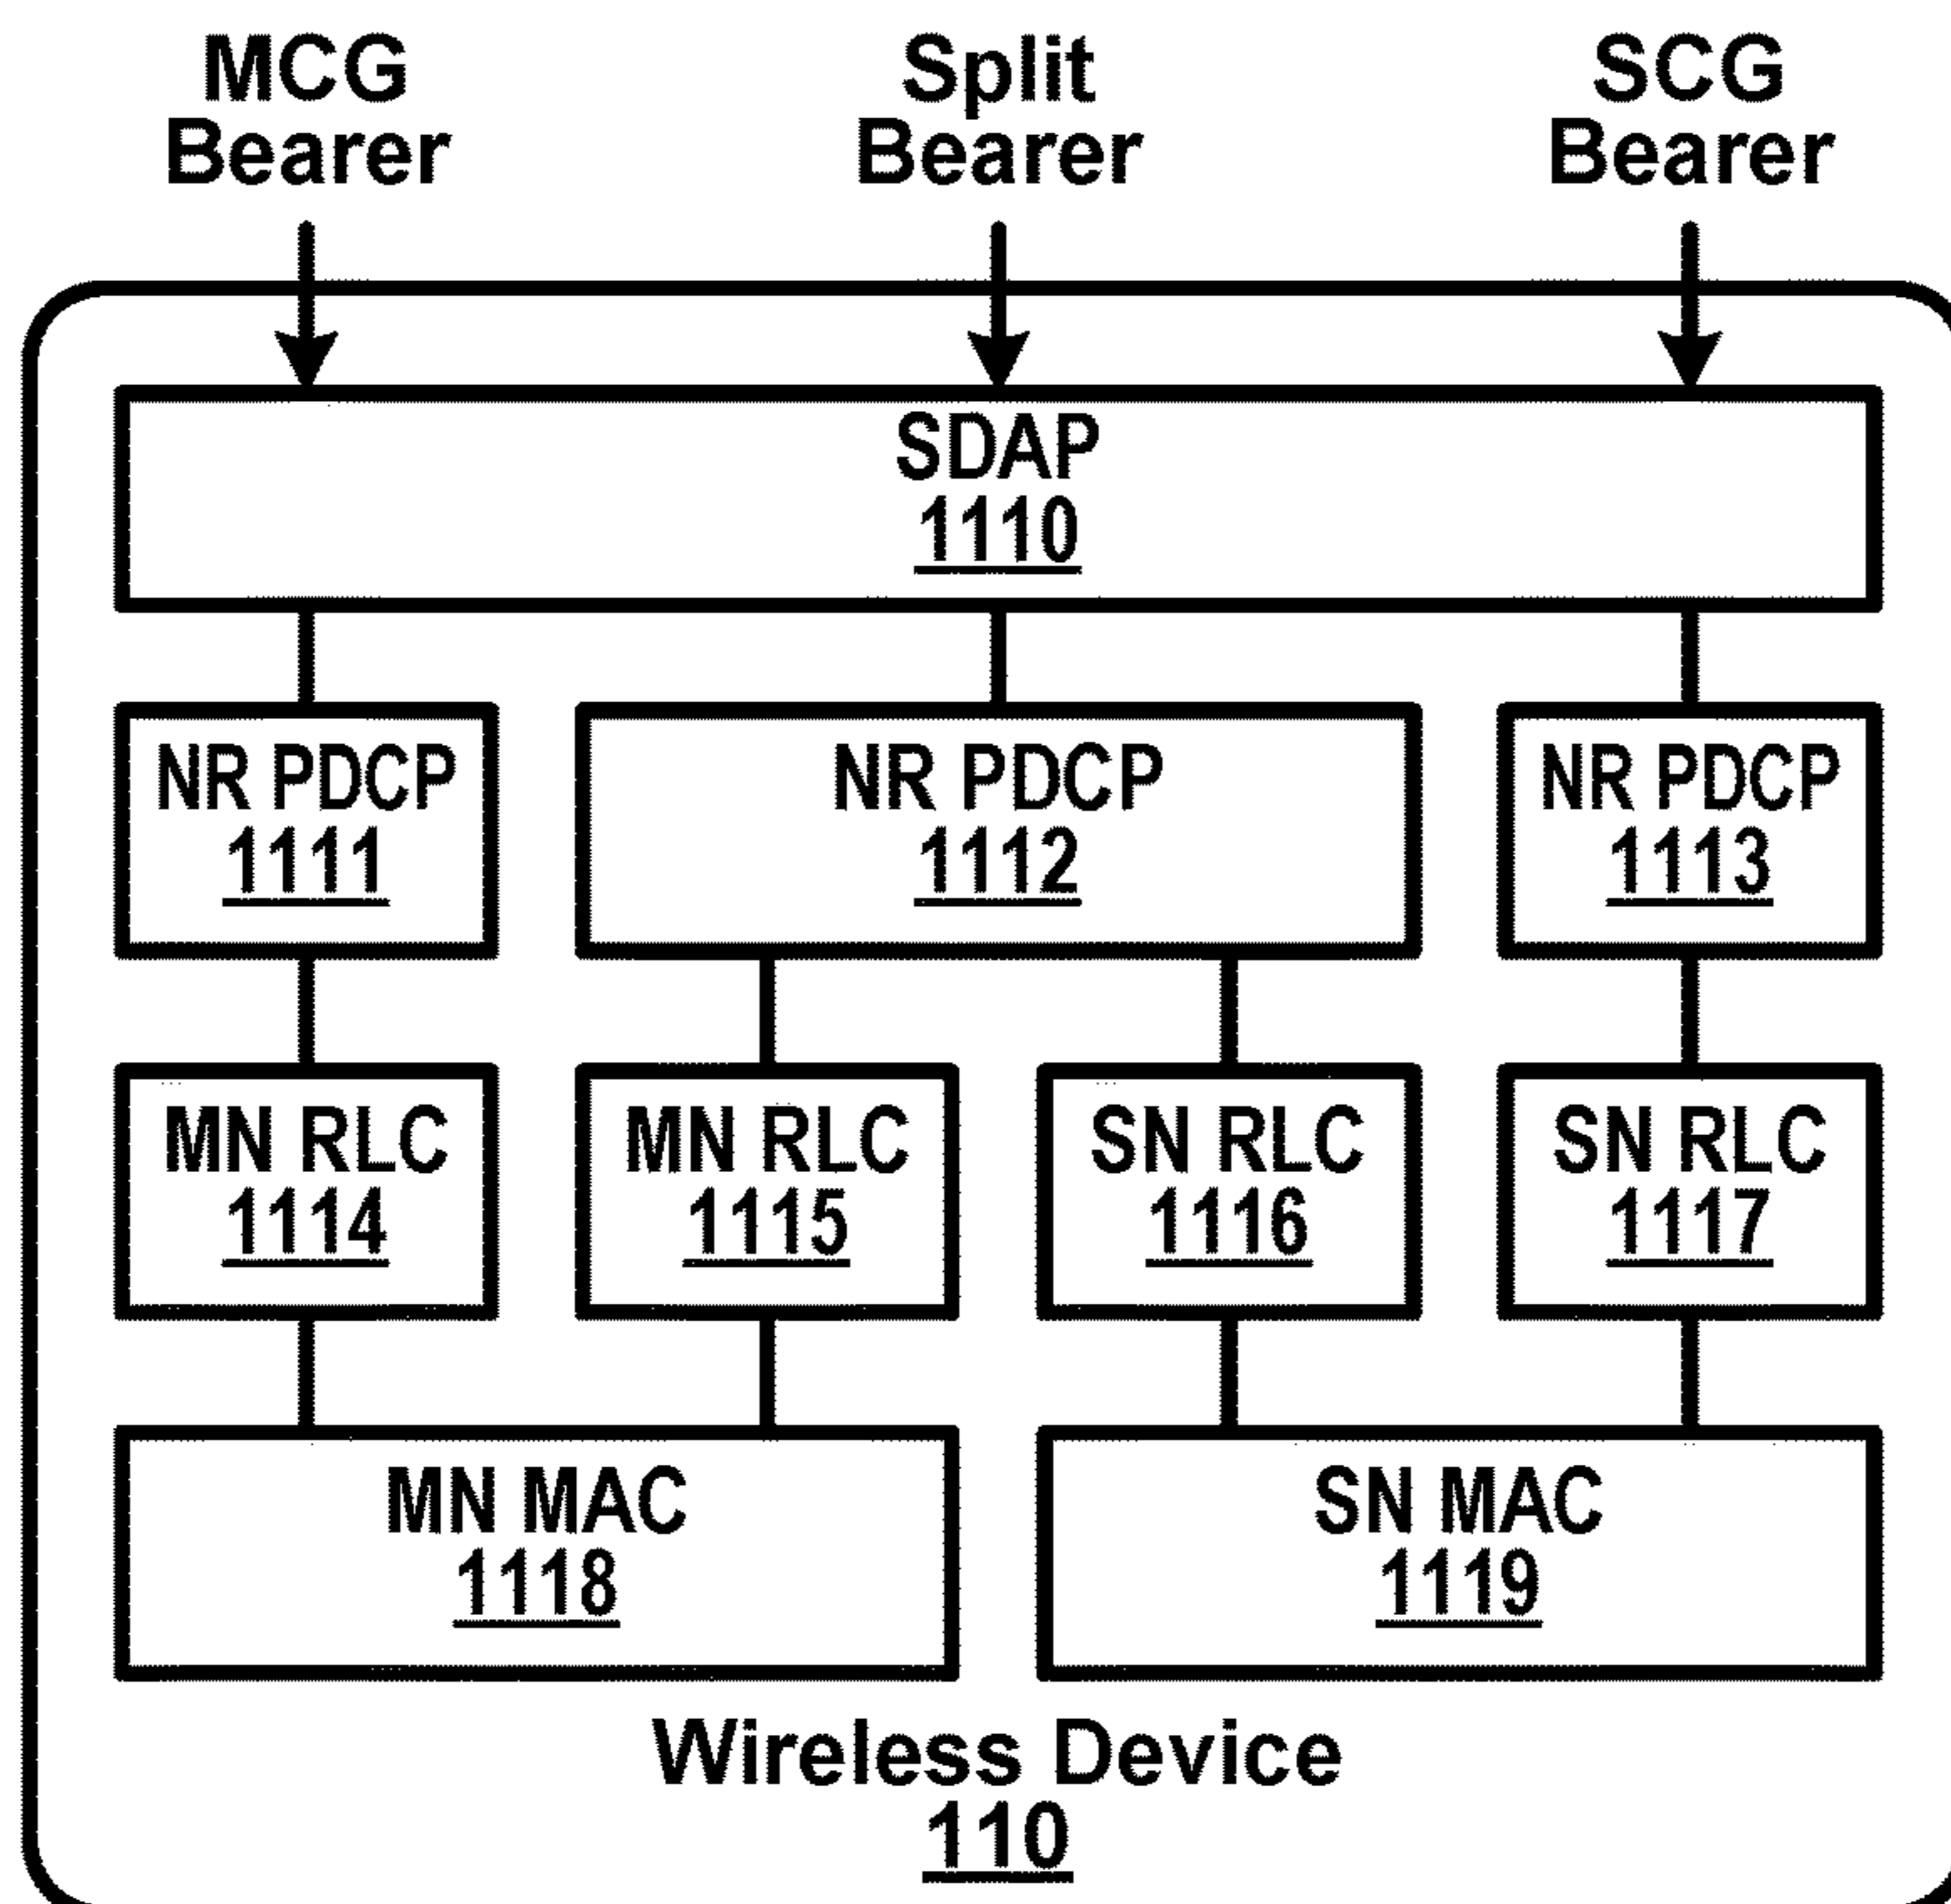 MCG
Bearer
Split
Bearer
SCG
Bearer
SDAP
1110
NR PDCP
1111
NR PDCP
1112
NR PDCP
1113
MN RLC
1114
MN RLC
1115
SN RLC
1116
SN RLC
1117
MN MAC
1118
SN MAC
1119
Wireless Device
110